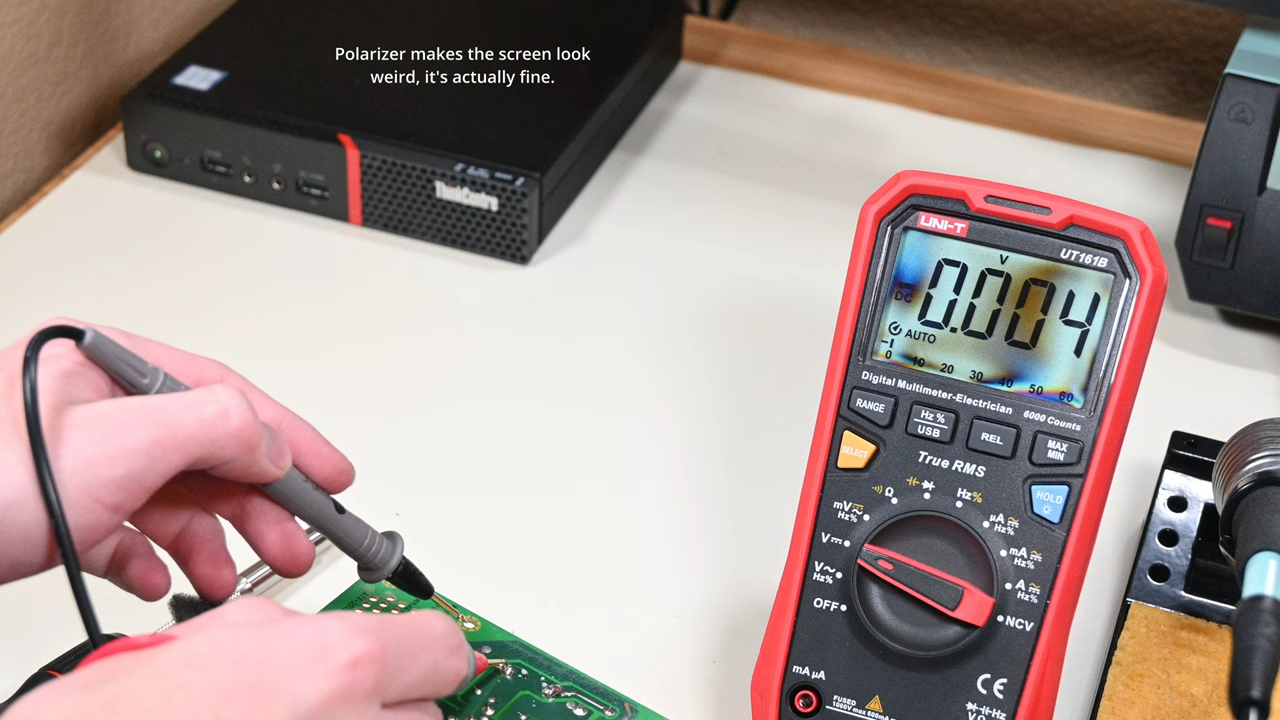 Polarizer makes the screen look
weird, it's actually fine.
ThinkCentre
UNI-T
UT161B
V
DC
0.004
AUTO
0 10 20 30 40 50 60
Digital Multimeter-Electrician 6000 Counts
RANGE
Hz %
USB
REL
MAX
MIN
SELECT
True RMS
HOLD
Ω
Hz%
mV
Hz%
µA
Hz%
V
mA
Hz%
V~
Hz%
A
Hz%
OFF
NCV
mA µA
FUSED
CE
Hz